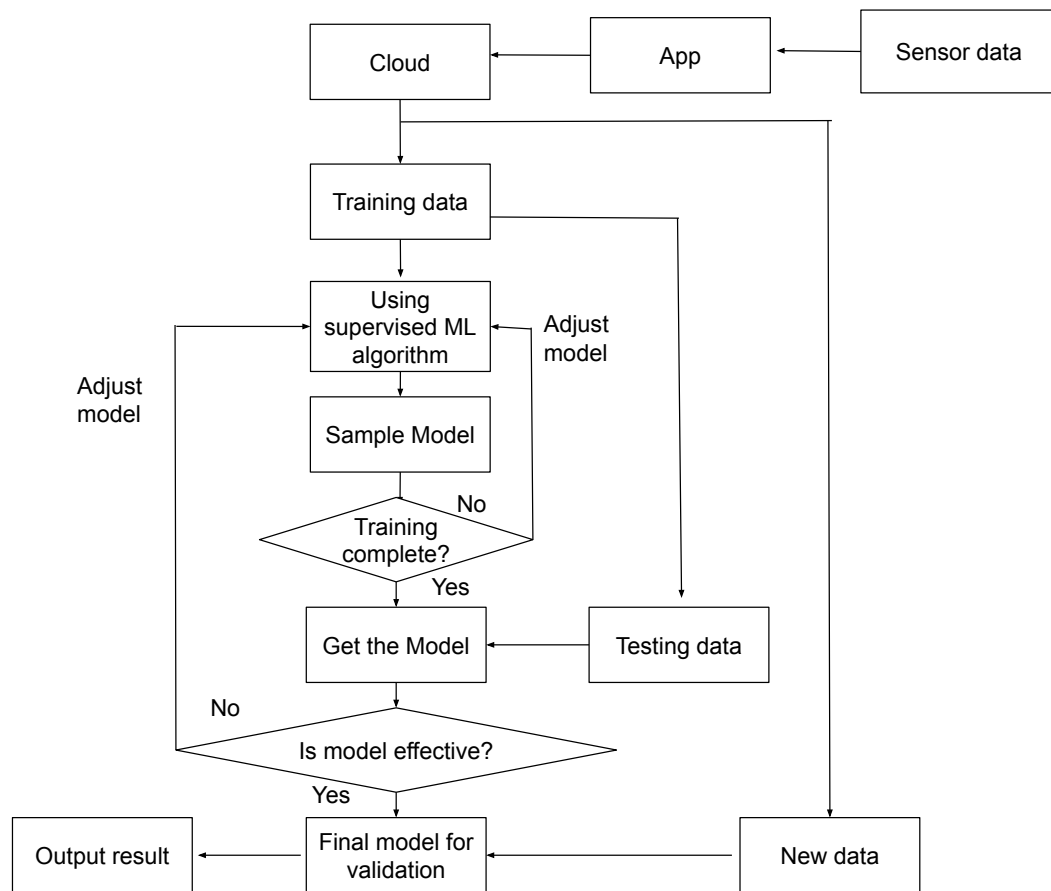 Cloud
App
Sensor data
Training data
Using
supervised ML
algorithm
Adjust
model
Adjust
model
Sample Model
No
Training
complete?
Yes
Get the Model
Testing data
No
Is model effective?
Yes
Output result
Final model for
validation
New data